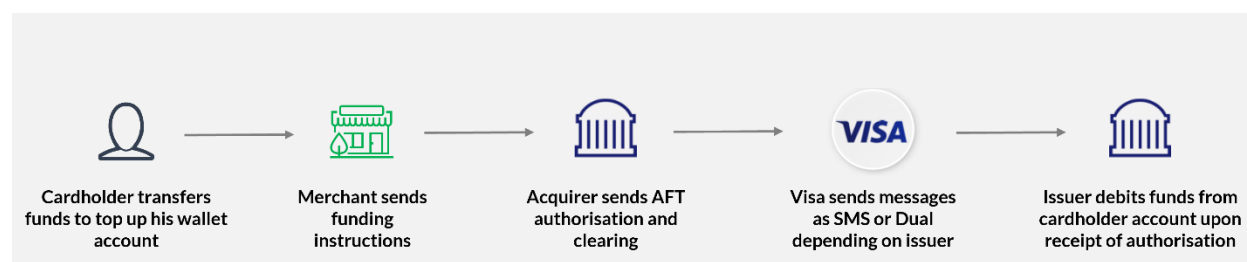 VISA
Cardholder transfers
funds to top up his wallet
account
Merchant sends
funding
instructions
Acquirer sends AFT
authorisation and
clearing
Visa sends messages
as SMS or Dual
depending on issuer
Issuer debits funds from
cardholder account upon
receipt of authorisation